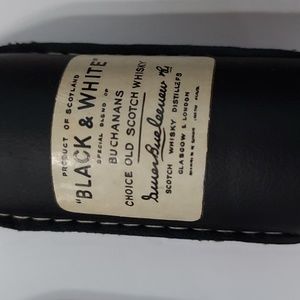 PRODUCT OF SCOTLAND
"BLACK & WHITE"
SPECIAL BLEND OF
BUCHANANS
CHOICE OLD SCOTCH WHISKY
SCOTCH WHISKY DISTILLERS
GLASGOW & LONDON